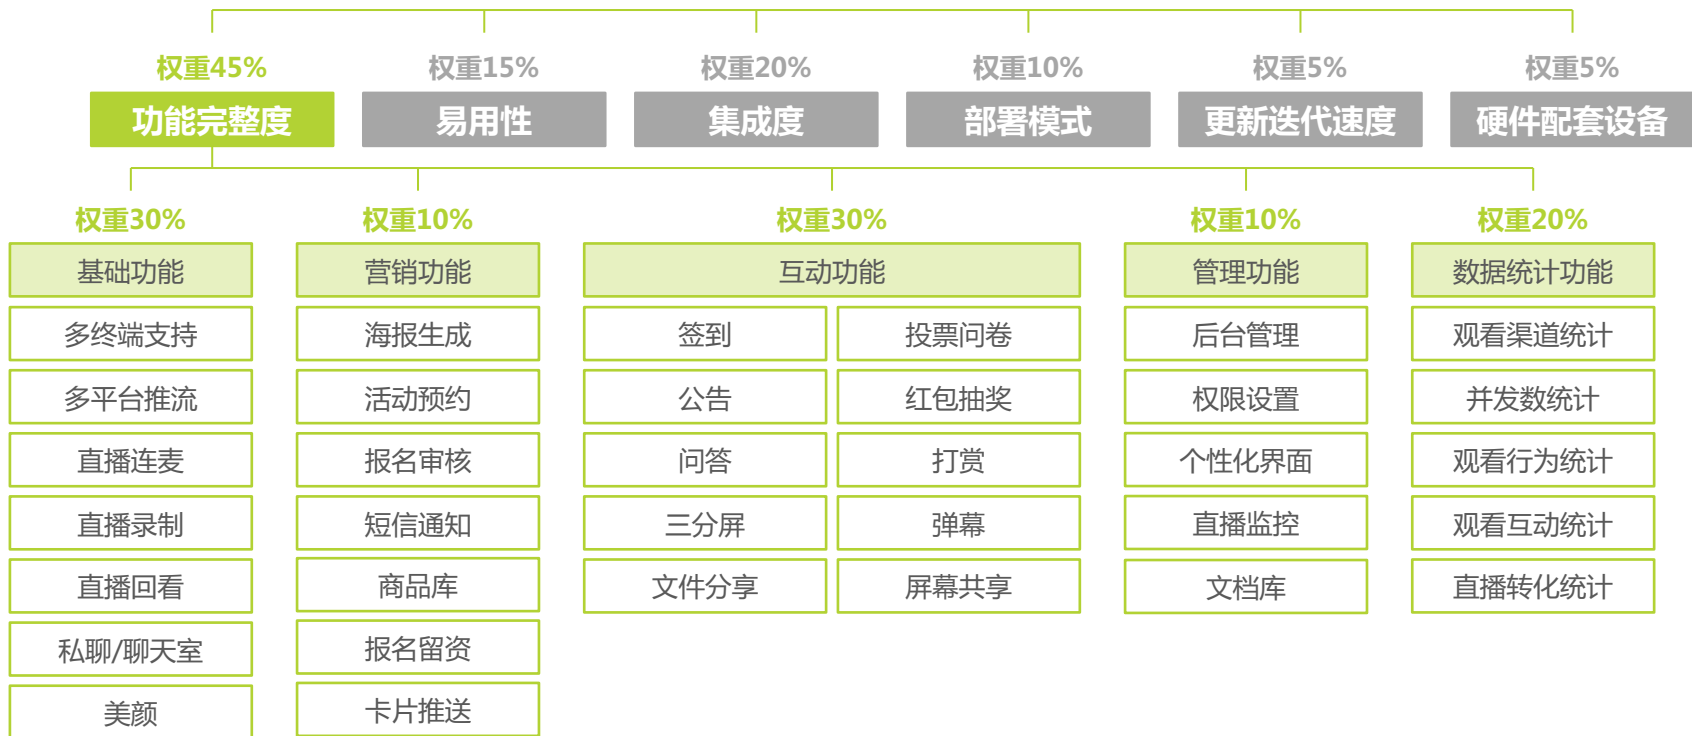 权重45% 权重15% 权重20% 权重10% 权重5% 权重5%
功能完整度 易用性 集成度 部署模式 更新迭代速度 硬件配套设备
权重30% 权重10% 权重30% 权重10% 权重20%
基础功能 营销功能 互动功能 管理功能 数据统计功能
多终端支持 海报生成 签到 投票问卷 后台管理 观看渠道统计
多平台推流 活动预约 公告 红包抽奖 权限设置 并发数统计
直播连麦 报名审核 问答 打赏 个性化界面 观看行为统计
直播录制 短信通知 三分屏 弹幕 直播监控 观看互动统计
直播回看 商品库 文件分享 屏幕共享 文档库 直播转化统计
私聊/聊天室 报名留资
美颜 卡片推送